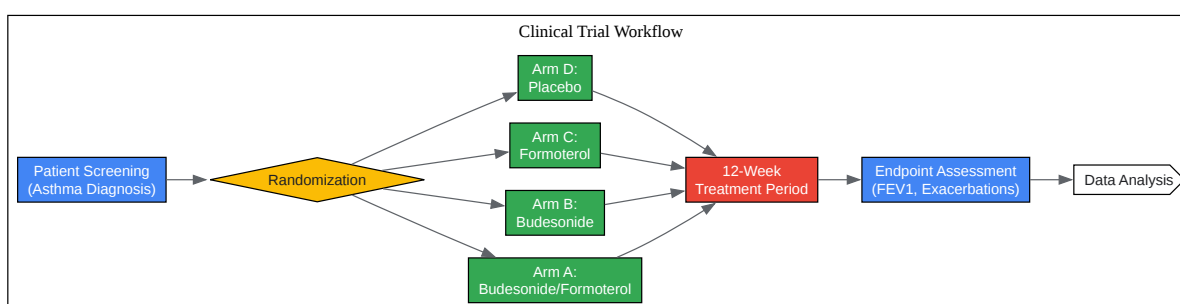 Clinical Trial Workflow
Patient Screening
(Asthma Diagnosis)
Randomization
Arm D:
Placebo
Arm C:
Formoterol
Arm B:
Budesonide
Arm A:
Budesonide/Formoterol
12-Week
Treatment Period
Endpoint Assessment
(FEV1, Exacerbations)
Data Analysis